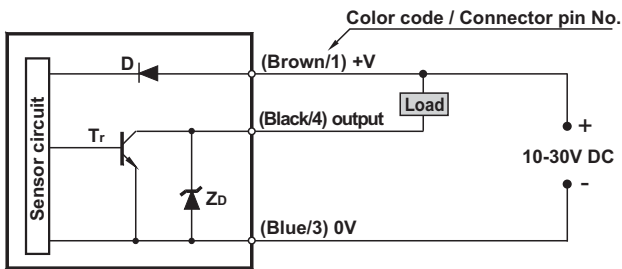 Color code / Connector pin No.
D
(Brown/1) +V
Load
(Black/4) output
Tr
Sensor circuit
+
10-30V DC
-
ZD
(Blue/3) 0V